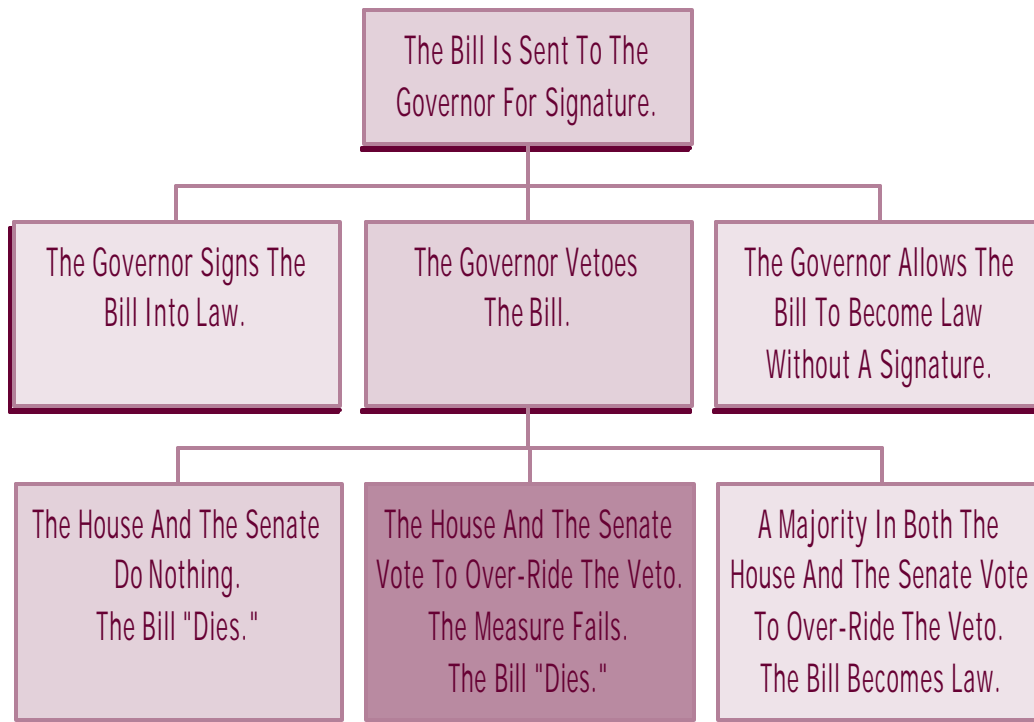 The Bill Is Sent To The
Governor For Signature.
The Governor Signs The
Bill Into Law.
The Governor Vetoes
The Bill.
The Governor Allows The
Bill To Become Law
Without A Signature.
The House And The Senate
Do Nothing.
The Bill "Dies."
The House And The Senate
Vote To Over-Ride The Veto.
The Measure Fails.
The Bill "Dies."
A Majority In Both The
House And The Senate Vote
To Over-Ride The Veto.
The Bill Becomes Law.